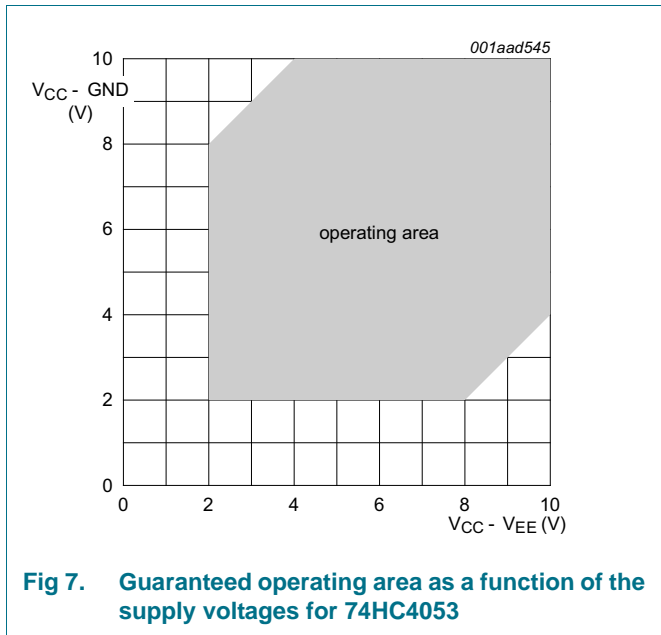 001aad545
10
VCC - GND
(V)
8
6
operating area
4
2
0
0 2 4 6 8 10
VCC - VEE (V)
Fig 7. Guaranteed operating area as a function of the
supply voltages for 74HC4053